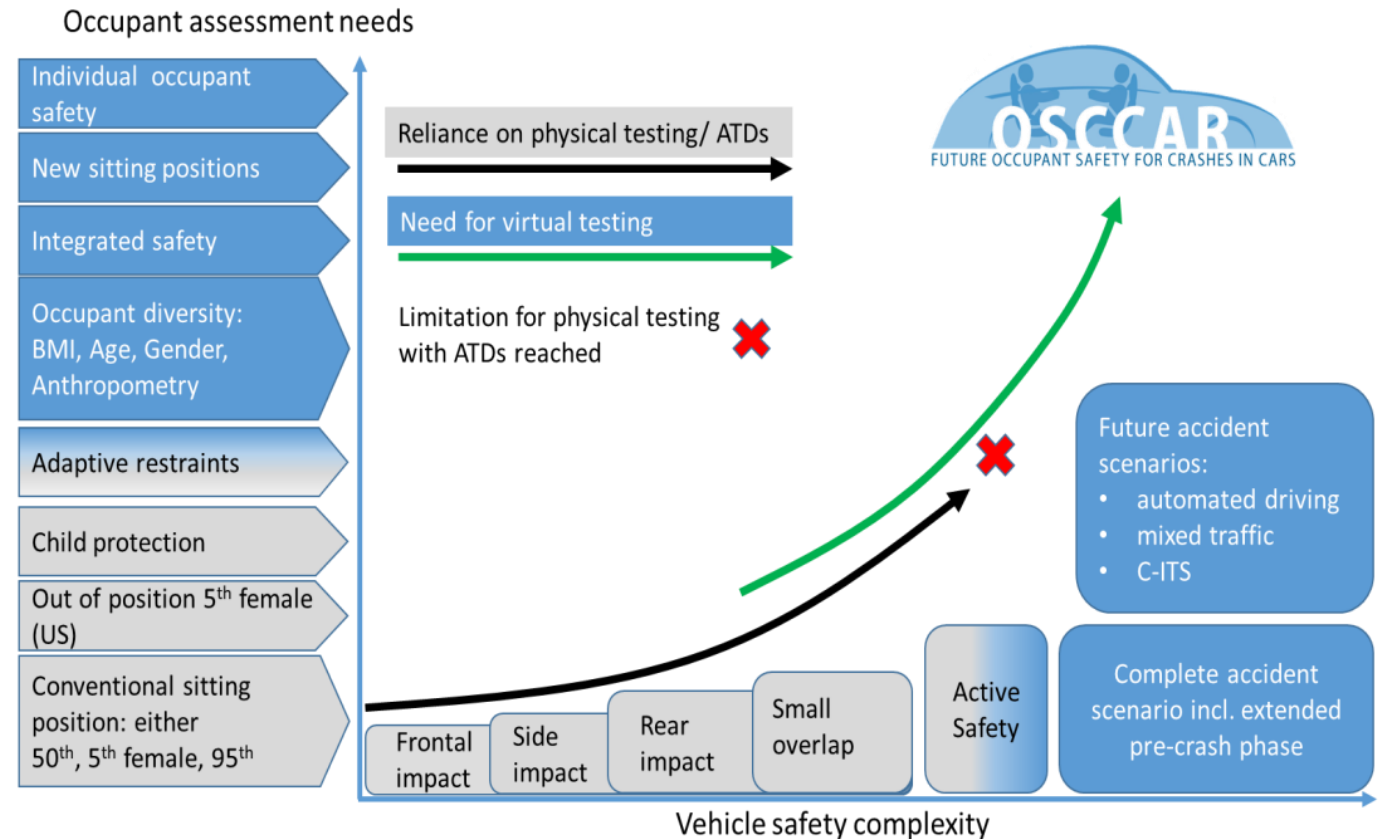 Occupant assessment needs
Individual occupant
safety
New sitting positions
Integrated safety
Occupant diversity:
BMI, Age, Gender,
Anthropometry
Adaptive restraints
Child protection
Out of position 5th female
(US)
Conventional sitting
position: either
50th, 5th female, 95th
Reliance on physical testing/ ATDs
Need for virtual testing
Limitation for physical testing
with ATDs reached
OSCCAR
FUTURE OCCUPANT SAFETY FOR CRASHES IN CARS
Future accident
scenarios:
• automated driving
• mixed traffic
• C-ITS
Frontal
impact
Side
impact
Rear
impact
Small
overlap
Active
Safety
Complete accident
scenario incl. extended
pre-crash phase
Vehicle safety complexity